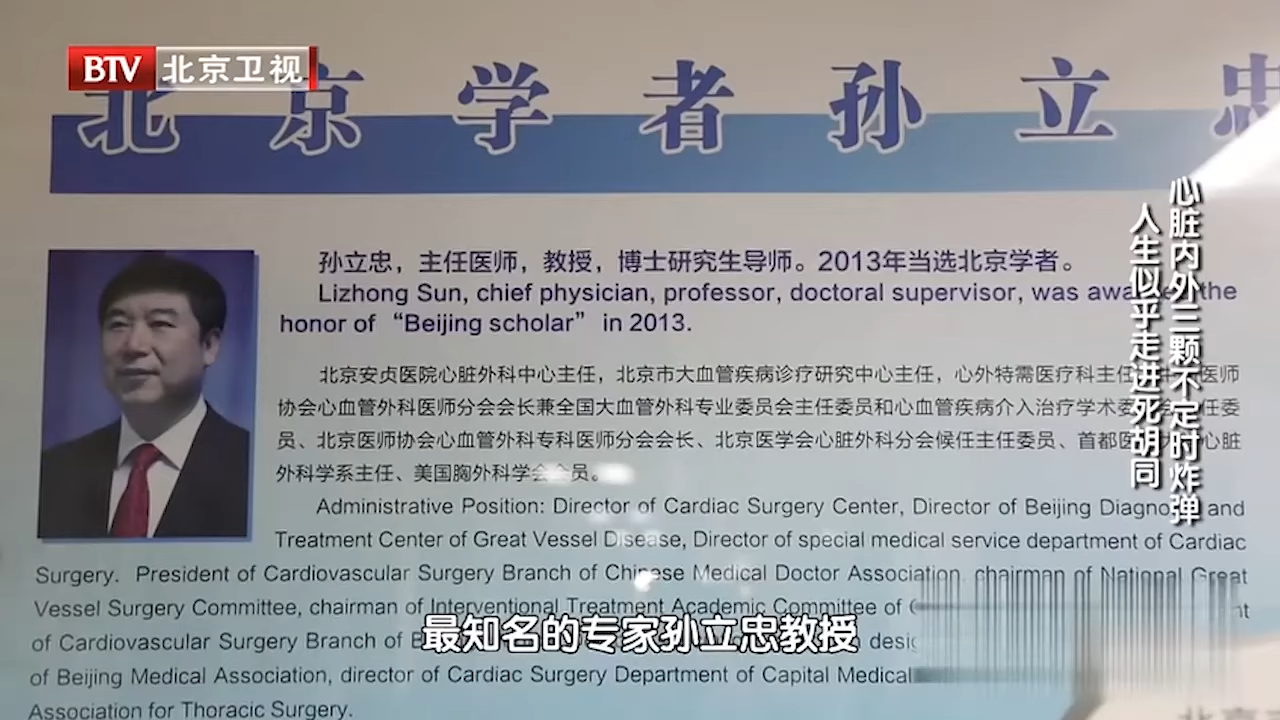 BTV 北京卫视
北京学者孙立忠
孙立忠，主任医师，教授，博士研究生导师。2013年当选北京学者。
Lizhong Sun, chief physician, professor, doctoral supervisor, was the
honor of “Beijing scholar” in 2013.
北京安贞医院心脏外科中心主任，北京市大血管疾病诊疗研究中心主任，心外特需医疗科主任 医师
协会心血管外科医师分会会长兼全国大血管外科专业委员会主任委员和心血管疾病介入治疗学术委 任委
员、北京医师协会心血管外科专科医师分会会长、北京医学会心脏外科分会候任主任委员、首都医 心脏
外科学系主任、美国胸外科学会 员。
Administrative Position: Director of Cardiac Surgery Center, Director of Beijing and
Treatment Center of Great Vessel Disease, Director of special medical service department of Cardiac
Surgery. President of Cardiovascular Surgery Branch of Chinese Medical Doctor Association, chairman of National Great
Vessel Surgery Committee, chairman of Interventional Treatment Academic Committee of
of Cardiovascular Surgery Branch of
of Beijing Medical Association, director of Cardiac Surgery Department of Capital Medical
Association for Thoracic Surgery.
心脏内外三颗不定时炸弹
人生似乎走进死胡同
最知名的专家孙立忠教授